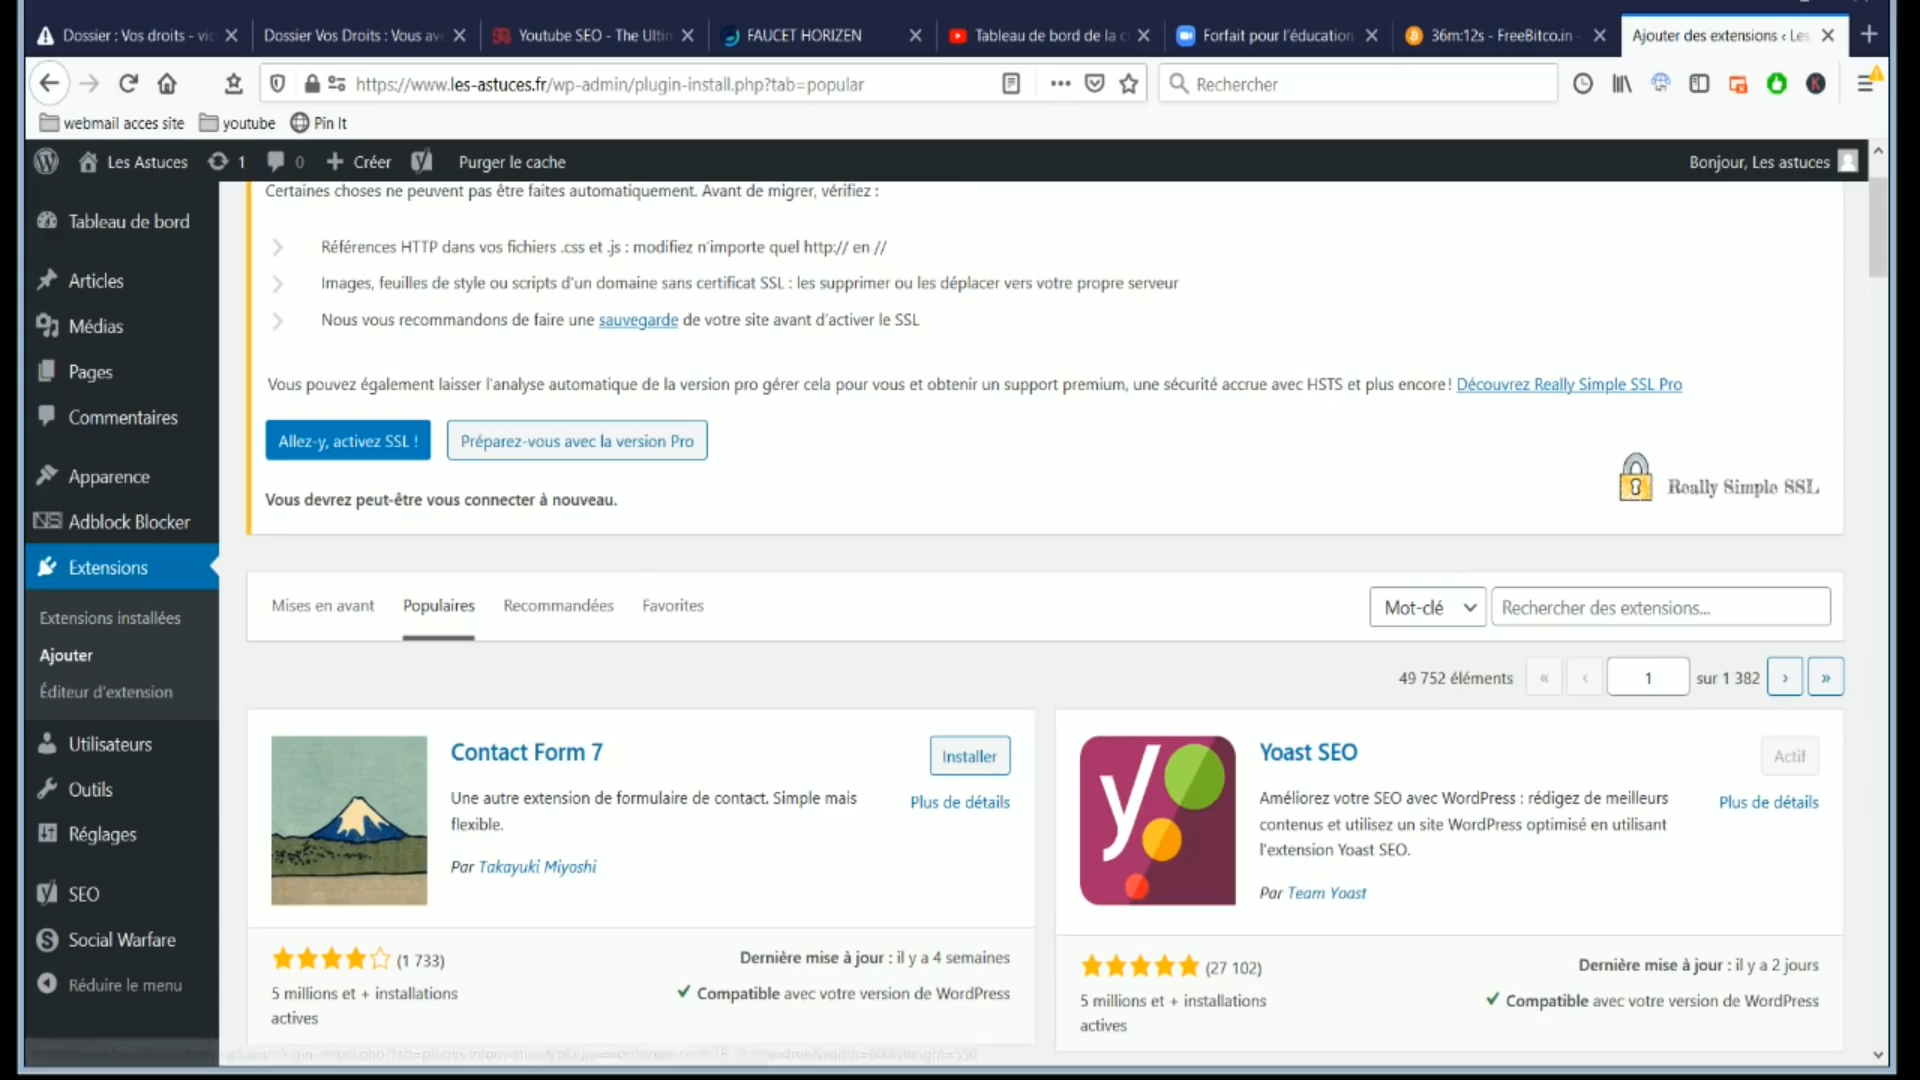 Dossier : Vos droits - vic
Dossier Vos Droits : Vous av
Youtube SEO - The Ultim
FAUCET HORIZEN
Tableau de bord de la c
Forfait pour l'éducation
36m:12s - FreeBitco.in -
Ajouter des extensions ‹ Les
https://www.les-astuces.fr/wp-admin/plugin-install.php?tab=popular
Rechercher
webmail acces site
youtube
Pin It
Les Astuces
1
0
Créer
Purger le cache
Bonjour, Les astuces
Tableau de bord
Articles
Médias
Pages
Commentaires
Apparence
Adblock Blocker
Extensions
Extensions installées
Ajouter
Éditeur d'extension
Utilisateurs
Outils
Réglages
SEO
Social Warfare
Réduire le menu
Certaines choses ne peuvent pas être faites automatiquement. Avant de migrer, vérifiez :
Références HTTP dans vos fichiers .css et .js : modifiez n'importe quel http:// en //
Images, feuilles de style ou scripts d'un domaine sans certificat SSL : les supprimer ou les déplacer vers votre propre serveur
Nous vous recommandons de faire une sauvegarde de votre site avant d'activer le SSL
Vous pouvez également laisser l'analyse automatique de la version pro gérer cela pour vous et obtenir un support premium, une sécurité accrue avec HSTS et plus encore ! Découvrez Really Simple SSL Pro
Allez-y, activez SSL !
Préparez-vous avec la version Pro
Really Simple SSL
Vous devrez peut-être vous connecter à nouveau.
Mises en avant
Populaires
Recommandées
Favorites
Mot-clé
Rechercher des extensions...
49 752 éléments
«
‹
1
sur 1 382
›
»
Contact Form 7
Installer
Une autre extension de formulaire de contact. Simple mais
flexible.
Plus de détails
Par Takayuki Miyoshi
(1 733)
Dernière mise à jour : il y a 4 semaines
5 millions et + installations
actives
Compatible avec votre version de WordPress
Yoast SEO
Actif
Améliorez votre SEO avec WordPress : rédigez de meilleurs
contenus et utilisez un site WordPress optimisé en utilisant
l'extension Yoast SEO.
Plus de détails
Par Team Yoast
(27 102)
Dernière mise à jour : il y a 2 jours
5 millions et + installations
actives
Compatible avec votre version de WordPress